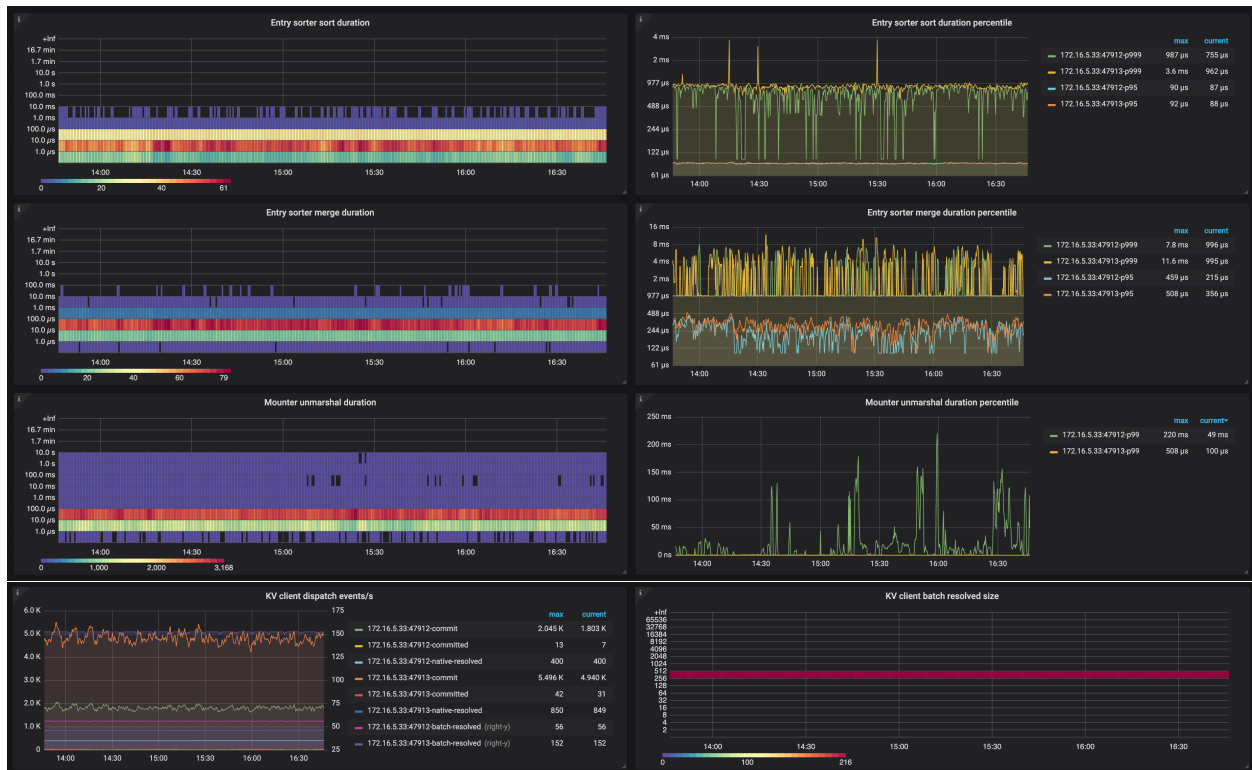 Entry sorter sort duration
+Inf
16.7 min
1.7 min
10.0 s
1.0 s
100.0 ms
10.0 ms
1.0 ms
100.0 µs
10.0 µs
1.0 µs
14:00 14:30 15:00 15:30 16:00 16:30
0 20 40 61
Entry sorter sort duration percentile
4 ms
2 ms
977 µs
488 µs
244 µs
122 µs
61 µs
14:00 14:30 15:00 15:30 16:00 16:30
max current
172.16.5.33:47912-p999 987 µs 755 µs
172.16.5.33:47913-p999 3.6 ms 962 µs
172.16.5.33:47912-p95 90 µs 87 µs
172.16.5.33:47913-p95 92 µs 88 µs
Entry sorter merge duration
+Inf
16.7 min
1.7 min
10.0 s
1.0 s
100.0 ms
10.0 ms
1.0 ms
100.0 µs
10.0 µs
1.0 µs
14:00 14:30 15:00 15:30 16:00 16:30
0 20 40 60 79
Entry sorter merge duration percentile
16 ms
8 ms
4 ms
2 ms
977 µs
488 µs
244 µs
122 µs
61 µs
14:00 14:30 15:00 15:30 16:00 16:30
max current
172.16.5.33:47912-p999 7.8 ms 996 µs
172.16.5.33:47913-p999 11.6 ms 995 µs
172.16.5.33:47912-p95 459 µs 215 µs
172.16.5.33:47913-p95 508 µs 356 µs
Mounter unmarshal duration
+Inf
16.7 min
1.7 min
10.0 s
1.0 s
100.0 ms
10.0 ms
1.0 ms
100.0 µs
10.0 µs
1.0 µs
14:00 14:30 15:00 15:30 16:00 16:30
0 1,000 2,000 3,168
Mounter unmarshal duration percentile
250 ms
200 ms
150 ms
100 ms
50 ms
0 ns
14:00 14:30 15:00 15:30 16:00 16:30
max current
172.16.5.33:47912-p99 220 ms 49 ms
172.16.5.33:47913-p99 508 µs 100 µs
KV client dispatch events/s
6.0 K
5.0 K
4.0 K
3.0 K
2.0 K
1.0 K
0
175
150
125
100
75
50
25
14:00 14:30 15:00 15:30 16:00 16:30
max current
172.16.5.33:47912-commit 2.045 K 1.803 K
172.16.5.33:47912-committed 13 7
172.16.5.33:47912-native-resolved 400 400
172.16.5.33:47913-commit 5.496 K 4.940 K
172.16.5.33:47913-committed 42 31
172.16.5.33:47913-native-resolved 850 849
172.16.5.33:47912-batch-resolved (right-y) 56 56
172.16.5.33:47913-batch-resolved (right-y) 152 152
KV client batch resolved size
+Inf
65536
32768
16384
8192
4096
2048
1024
512
256
128
64
32
16
8
4
2
14:00 14:30 15:00 15:30 16:00 16:30
0 100 216